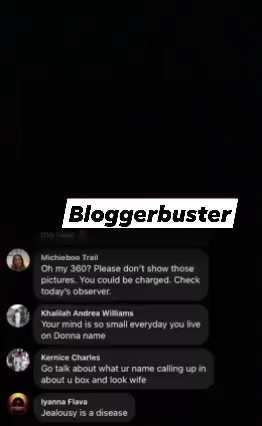 Bloggerbuster
Michieboo Trail
Oh my 360? Please don't show those
pictures. You could be charged. Check
today's observer.
Khalilah Andrea Williams
Your mind is so small everyday you live
on Donna name
Kernice Charles
Go talk about what ur name calling up in
about u box and look wife
Iyanna Flava
Jealousy is a disease